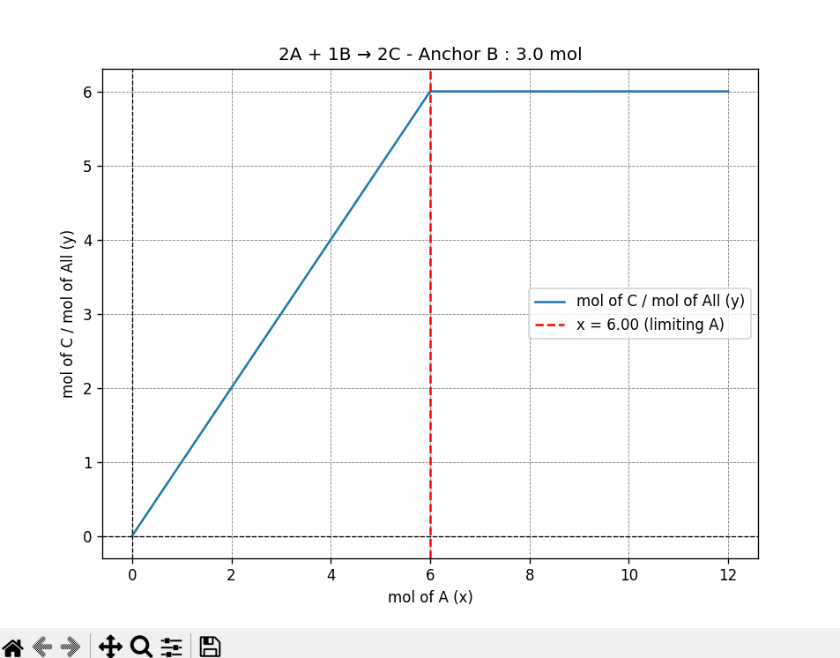 2A + 1B → 2C - Anchor B : 3.0 mol
mol of C / mol of All (y)
6
5
4
3
2
1
0
mol of C / mol of All (y)
x = 6.00 (limiting A)
0 2 4 6 8 10 12
mol of A (x)